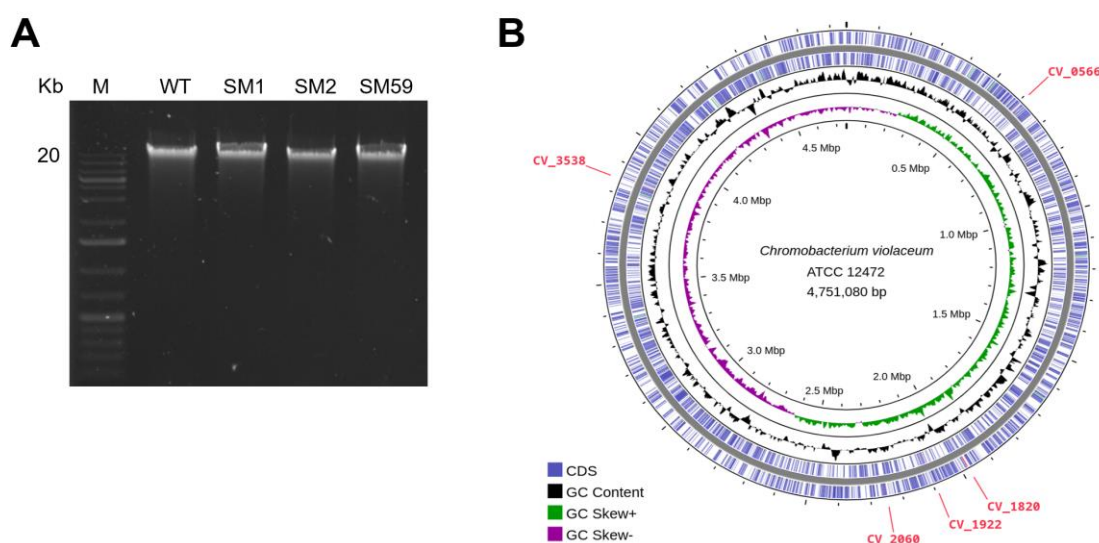 A
Kb M WT SM1 SM2 SM59
20
B
CV_0566
CV_3538
4.5 Mbp
0.5 Mbp
4.0 Mbp
1.0 Mbp
Chromobacterium violaceum
ATCC 12472
4,751,080 bp
3.5 Mbp
1.5 Mbp
3.0 Mbp
2.0 Mbp
2.5 Mbp
CDS
GC Content
GC Skew+
GC Skew-
CV_1820
CV_1922
CV_2060